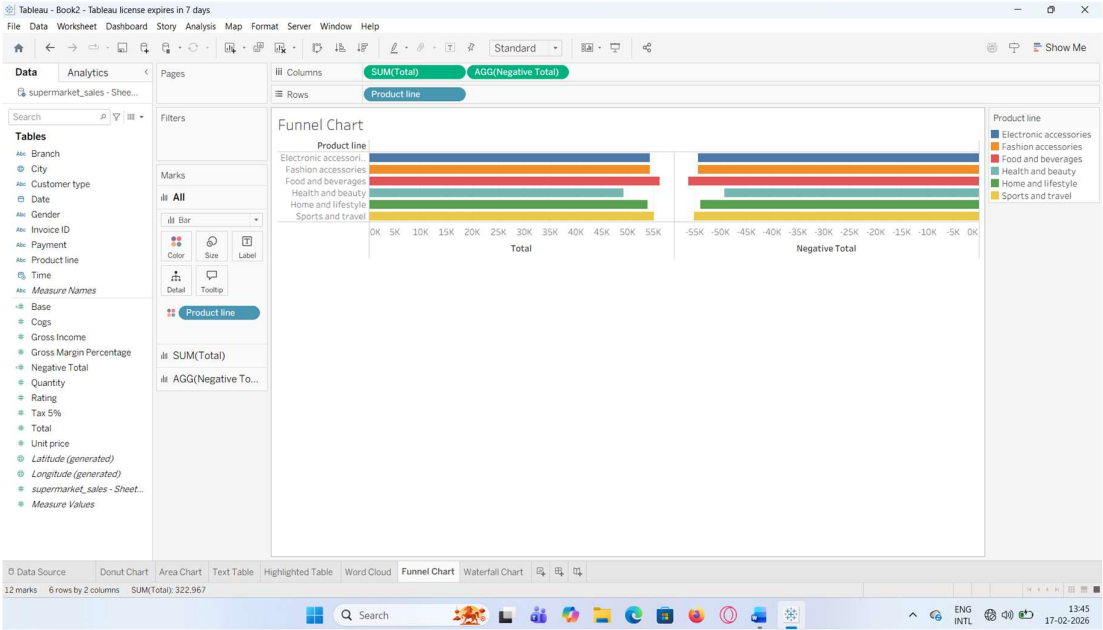 Tableau - Book2 - Tableau license expires in 7 days
File Data Worksheet Dashboard Story Analysis Map Format Server Window Help
Standard
Show Me
Data Analytics
supermarket_sales - Shee...
Search
Tables
Abc Branch
City
Abc Customer type
Date
Abc Gender
Abc Invoice ID
Abc Payment
Abc Product line
Time
Abc Measure Names
Base
Cogs
Gross Income
Gross Margin Percentage
Negative Total
Quantity
Rating
Tax 5%
Total
Unit price
Latitude (generated)
Longitude (generated)
supermarket_sales - Sheet...
Measure Values
Pages
Filters
Marks
All
Bar
Color Size Label
Detail Tooltip
Product line
SUM(Total)
AGG(Negative To...
Columns SUM(Total) AGG(Negative Total)
Rows Product line
Funnel Chart
Product line
Electronic accessori..
Fashion accessories
Food and beverages
Health and beauty
Home and lifestyle
Sports and travel
0K 5K 10K 15K 20K 25K 30K 35K 40K 45K 50K 55K -55K -50K -45K -40K -35K -30K -25K -20K -15K -10K -5K 0K
Total Negative Total
Product line
Electronic accessories
Fashion accessories
Food and beverages
Health and beauty
Home and lifestyle
Sports and travel
Data Source Donut Chart Area Chart Text Table Highlighted Table Word Cloud Funnel Chart Waterfall Chart
12 marks 6 rows by 2 columns SUM(Total): 322,967
Search
ENG
INTL
13:45
17-02-2026